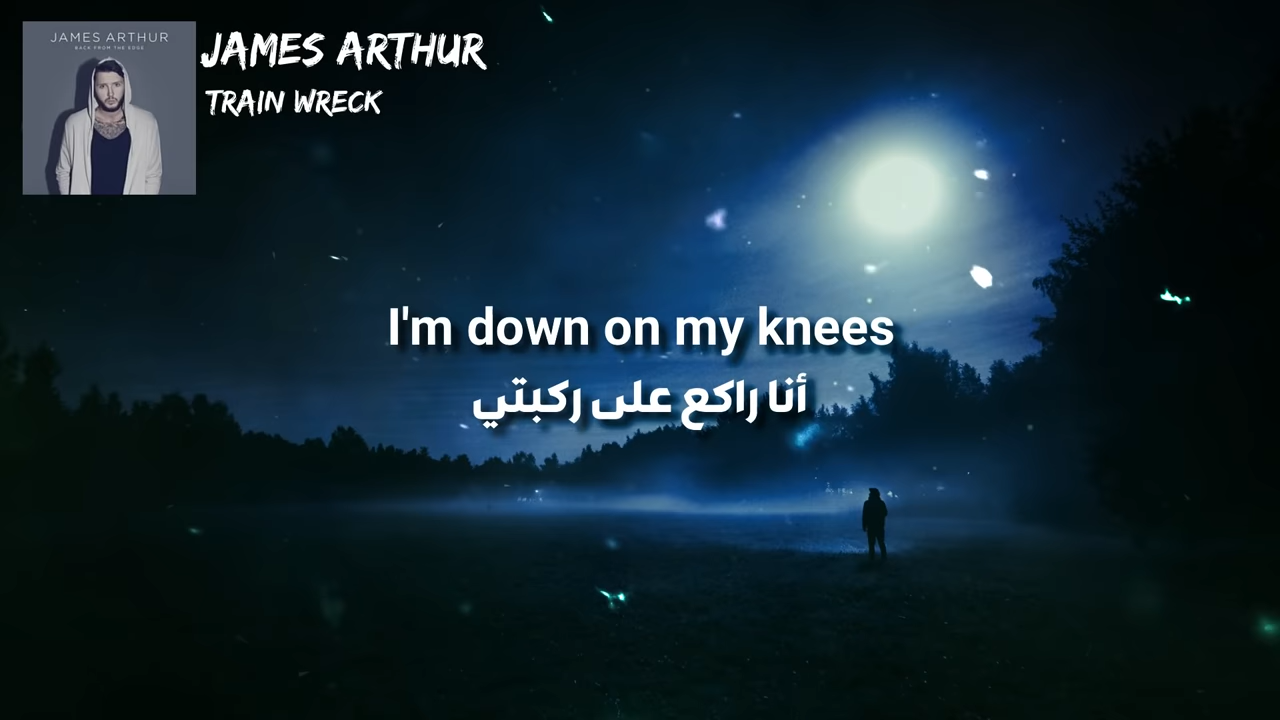 JAMES ARTHUR
BACK FROM THE EDGE
JAMES ARTHUR
TRAIN WRECK
I'm down on my knees
أنا راكع على ركبتي